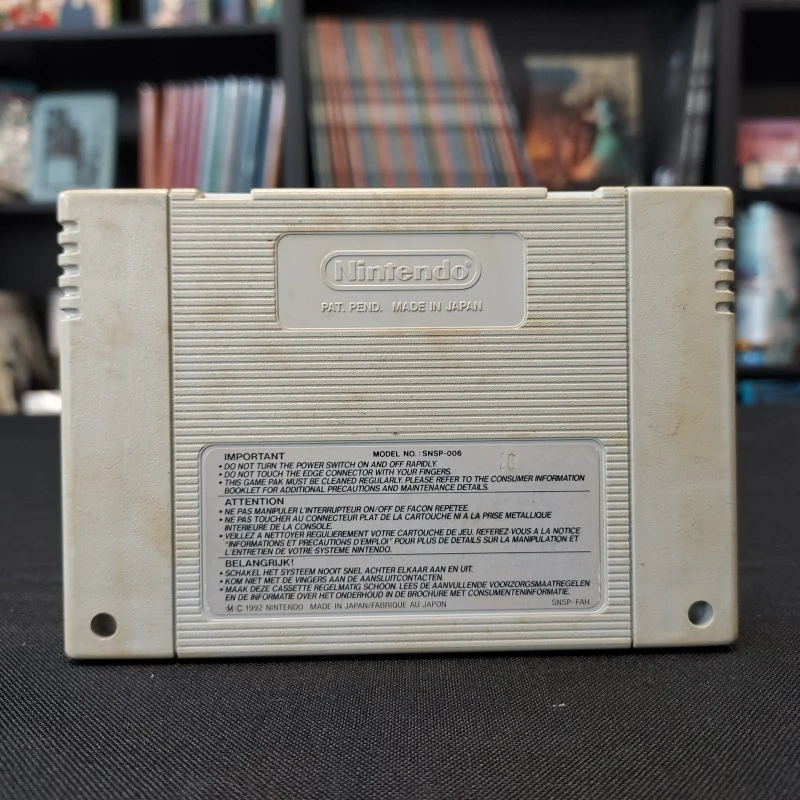 Nintendo®
PAT. PEND. MADE IN JAPAN
IMPORTANT MODEL NO. : SNSP-006
• DO NOT TURN THE POWER SWITCH ON AND OFF RAPIDLY.
• DO NOT TOUCH THE EDGE CONNECTOR WITH YOUR FINGERS.
• THIS GAME PAK MUST BE CLEANED REGULARLY. PLEASE REFER TO THE CONSUMER INFORMATION
BOOKLET FOR ADDITIONAL PRECAUTIONS AND MAINTENANCE DETAILS.
ATTENTION
• NE PAS MANIPULER L'INTERRUPTEUR ON/OFF DE FACON REPETEE.
• NE PAS TOUCHER AU CONNECTEUR PLAT DE LA CARTOUCHE NI A LA PRISE METALLIQUE
INTERIEURE DE LA CONSOLE.
• VEILLEZ A NETTOYER REGULIEREMENT VOTRE CARTOUCHE DE JEU. REFEREZ-VOUS A LA NOTICE
"INFORMATIONS ET PRECAUTIONS D'EMPLOI" POUR PLUS DE DETAILS SUR LA MANIPULATION ET
L'ENTRETIEN DE VOTRE SYSTEME NINTENDO.
BELANGRIJK!
• SCHAKEL HET SYSTEEM NOOIT SNEL ACHTER ELKAAR AAN EN UIT.
• KOM NIET MET DE VINGERS AAN DE AANSLUITCONTACTEN.
• MAAK DEZE CASSETTE REGELMATIG SCHOON. LEES DE AANVULLENDE VOORZORGSMAATREGELEN
EN DE INFORMATIE OVER HET ONDERHOUD IN DE BROCHURE MET CONSUMENTENINFORMATIE.
M © 1992 NINTENDO MADE IN JAPAN/FABRIQUE AU JAPON SNSP-FAH